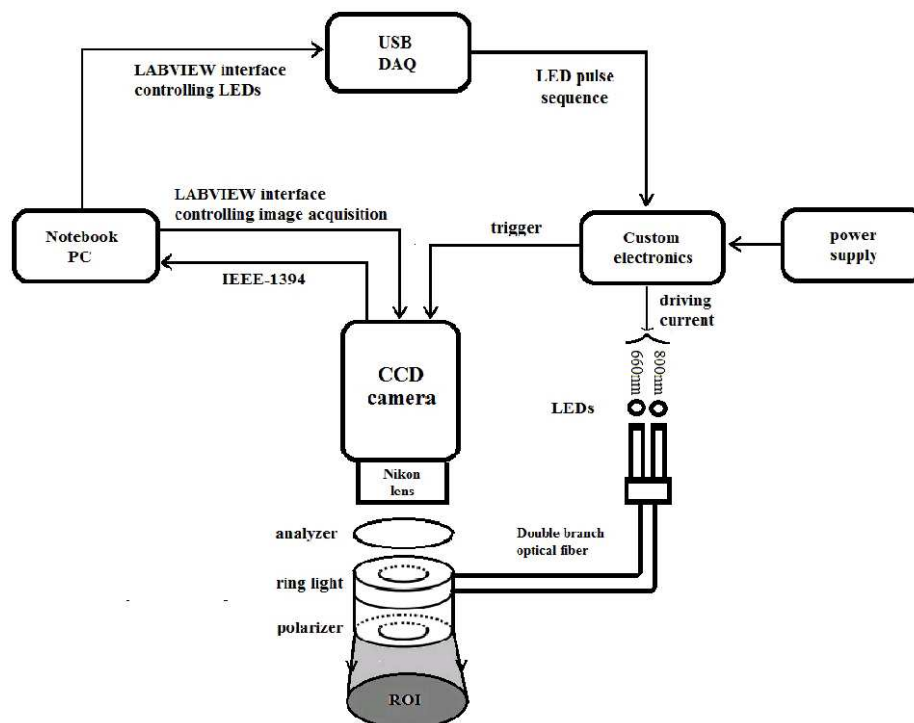 USB
DAQ
LABVIEW interface
controlling LEDs
LED pulse
sequence
LABVIEW interface
controlling image acquisition
Notebook
PC
trigger
Custom
electronics
power
supply
IEEE-1394
driving
current
CCD
camera
660nm
800nm
LEDs
Nikon
lens
analyzer
Double branch
optical fiber
ring light
polarizer
ROI